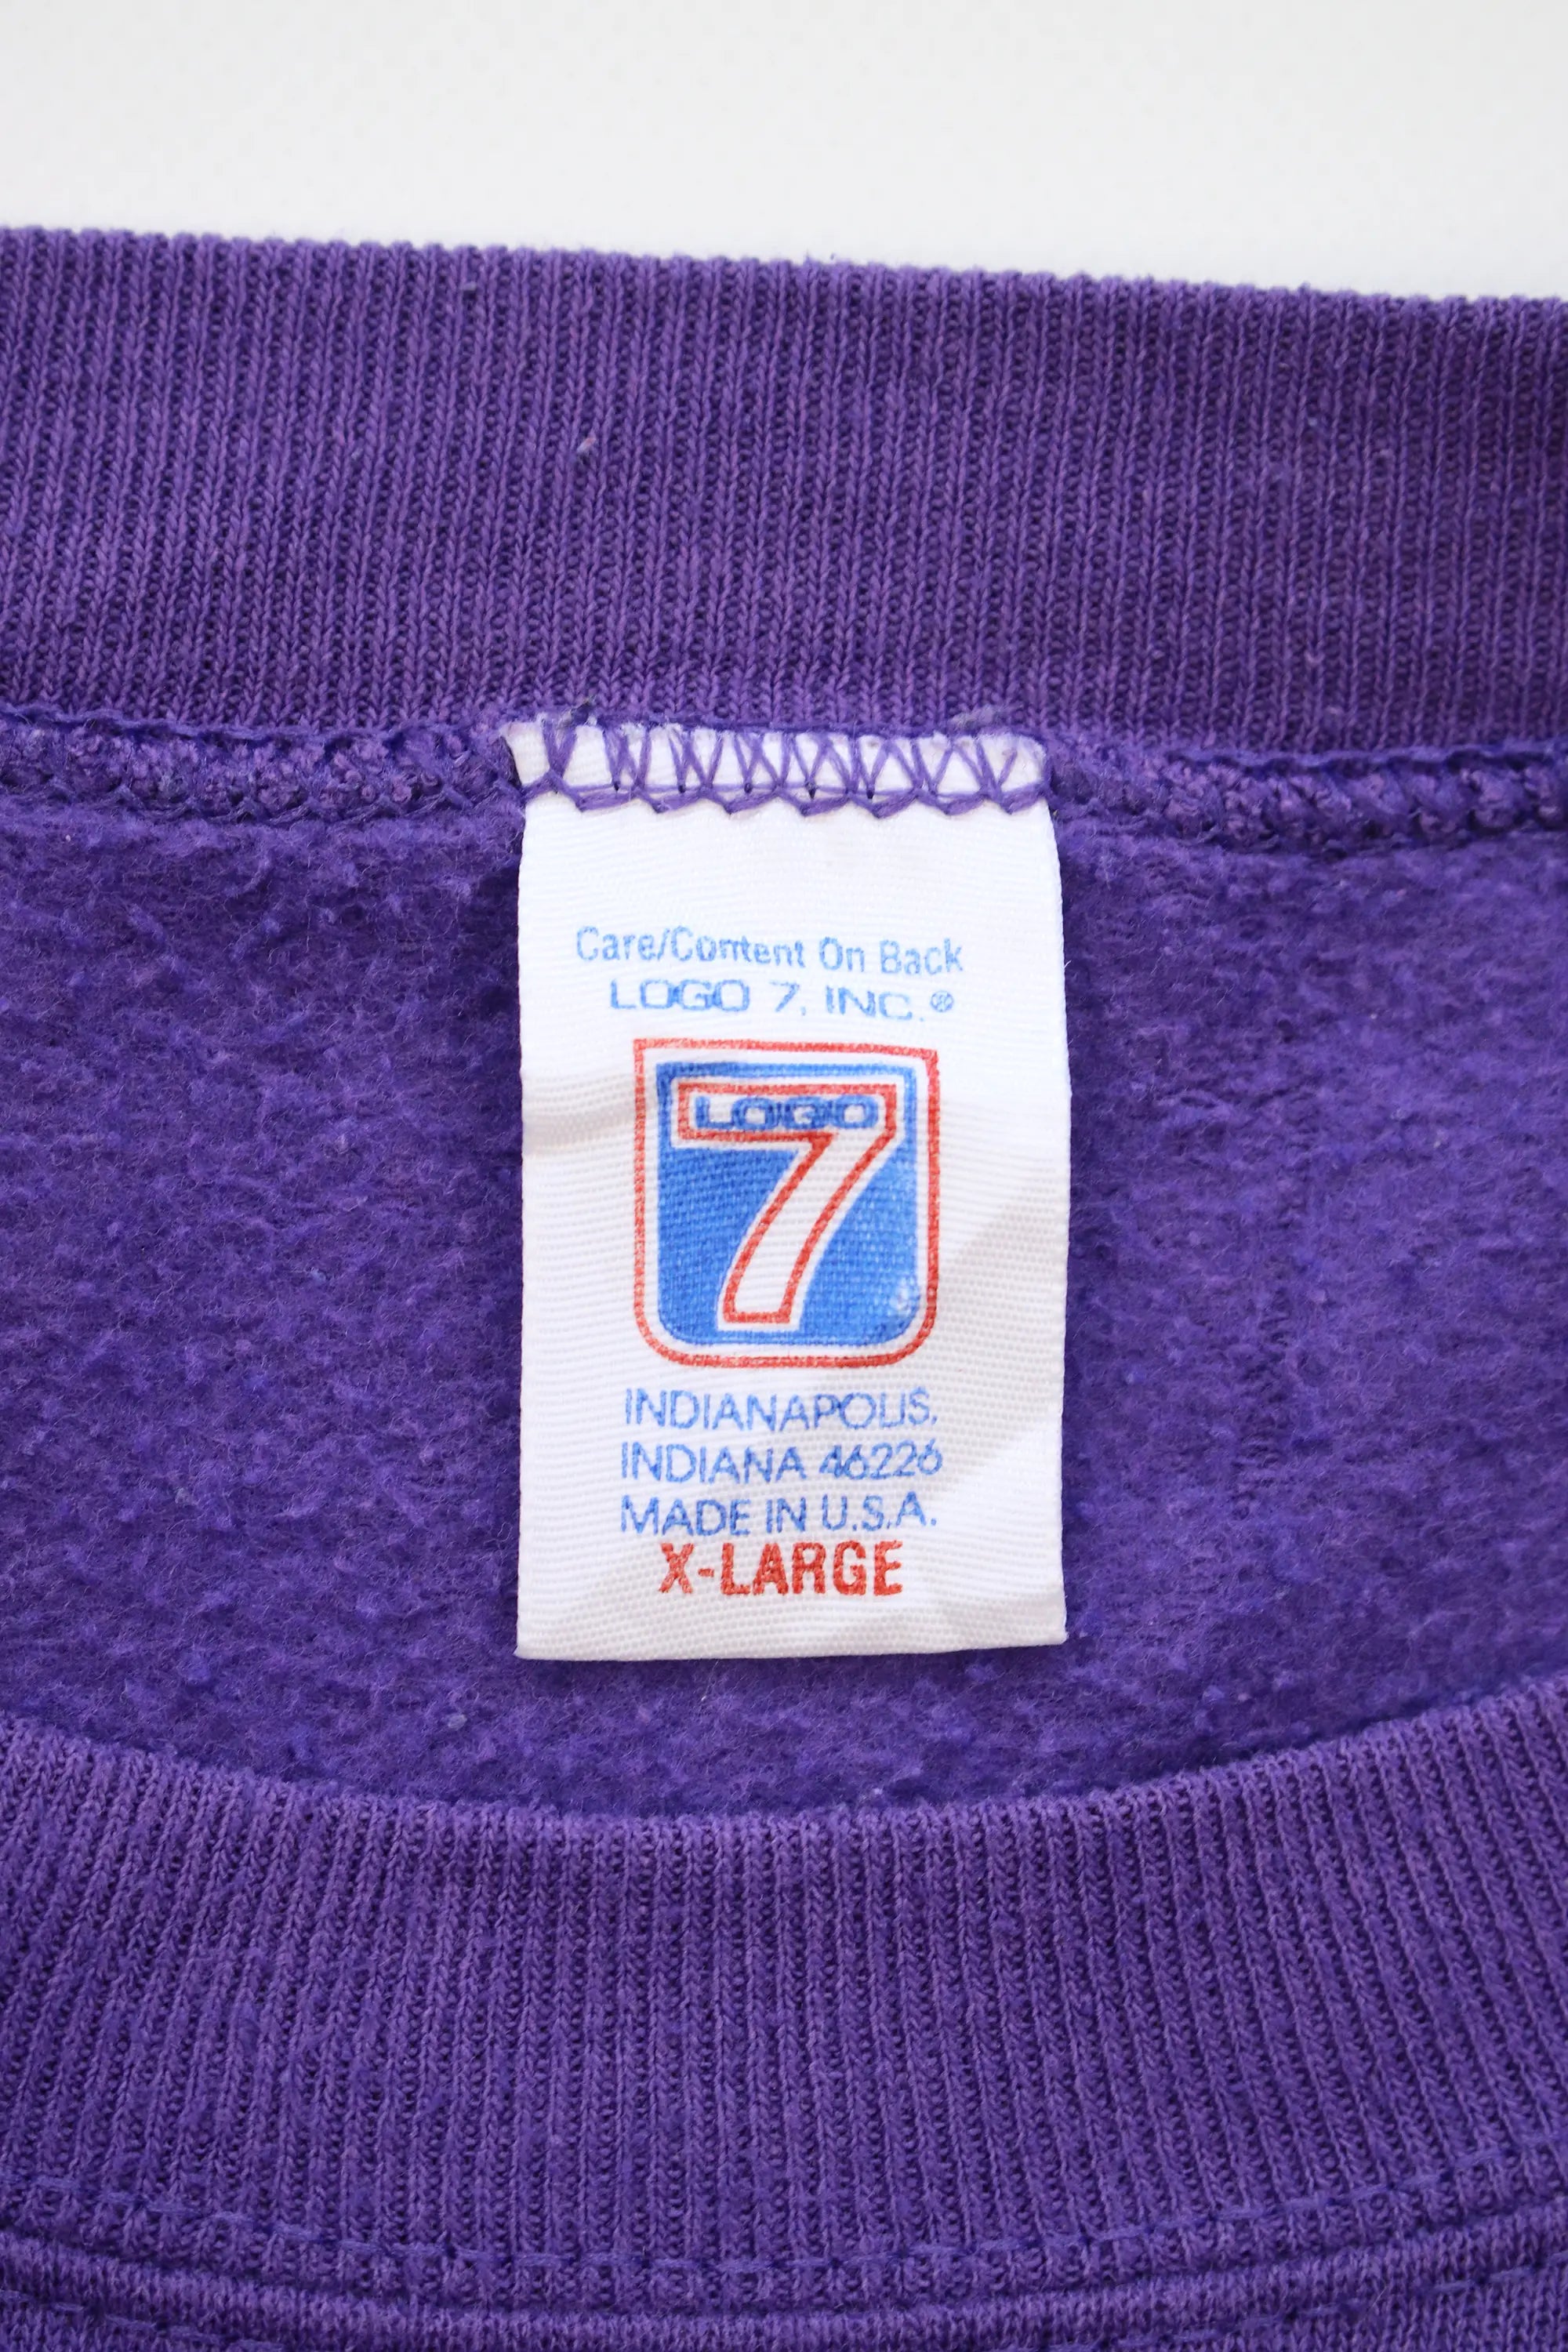 Care/Content On Back
LOGO 7, INC.®
LOGO
7
INDIANAPOLIS,
INDIANA 46226
MADE IN U.S.A.
X-LARGE